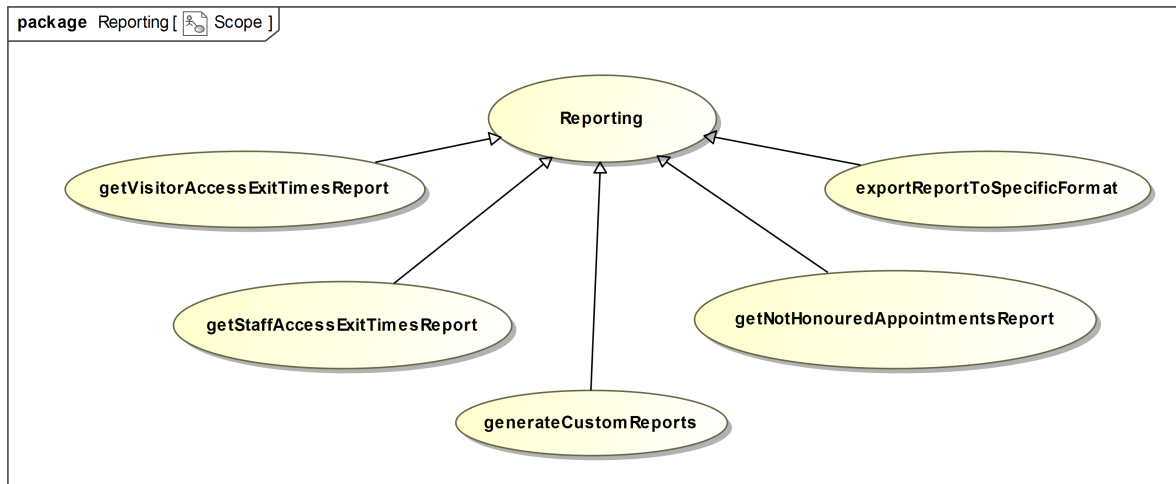 package Reporting [ Scope ]
Reporting
getVisitorAccessExitTimesReport
exportReportToSpecificFormat
getStaffAccessExitTimesReport
getNotHonouredAppointmentsReport
generateCustomReports